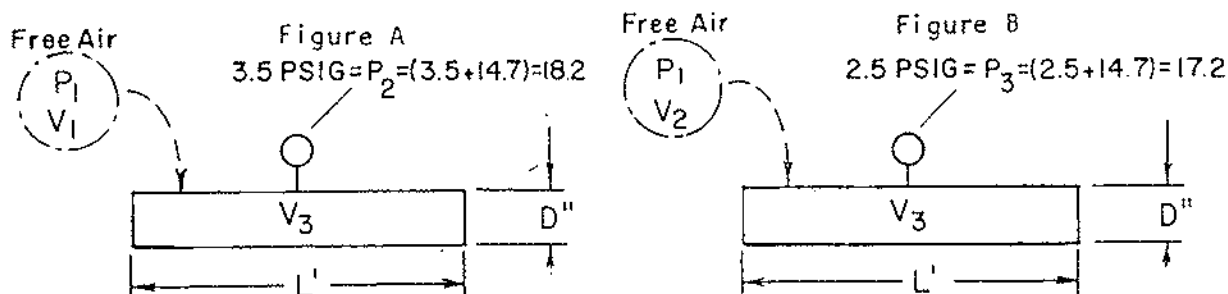 Free Air
Figure A
3.5 PSIG = P2 = (3.5+14.7) = 18.2
P1
V1
V3
D"
L'
Free Air
Figure B
2.5 PSIG = P3 = (2.5+14.7) = 17.2
P1
V2
V3
D"
L'